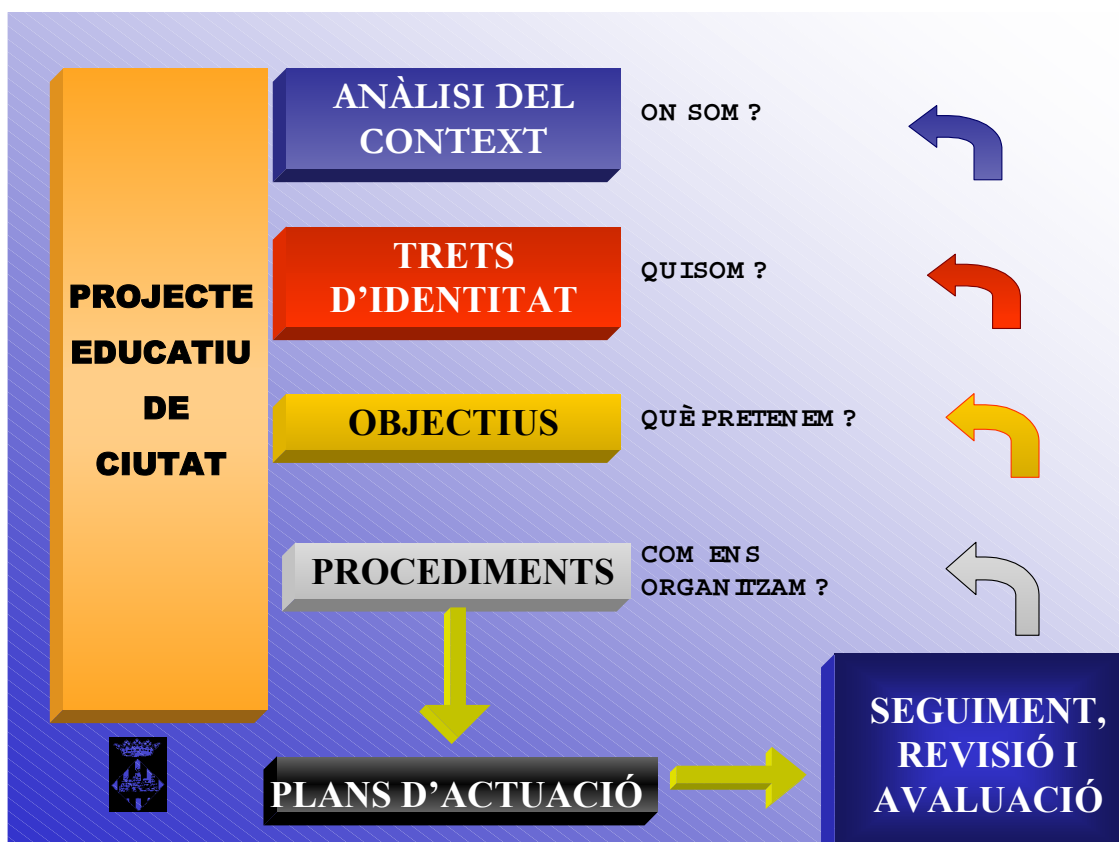 PROJECTE
EDUCATIU
DE
CIUTAT
ANÀLISI DEL
CONTEXT
ON SOM ?
TRETS
D’IDENTITAT
QUI SOM ?
OBJECTIUS
QUÈ PRETENEM ?
PROCEDIMENTS
COM ENS
ORGANITZAM ?
PLANS D’ACTUACIÓ
SEGUIMENT,
REVISIÓ I
AVALUACIÓ